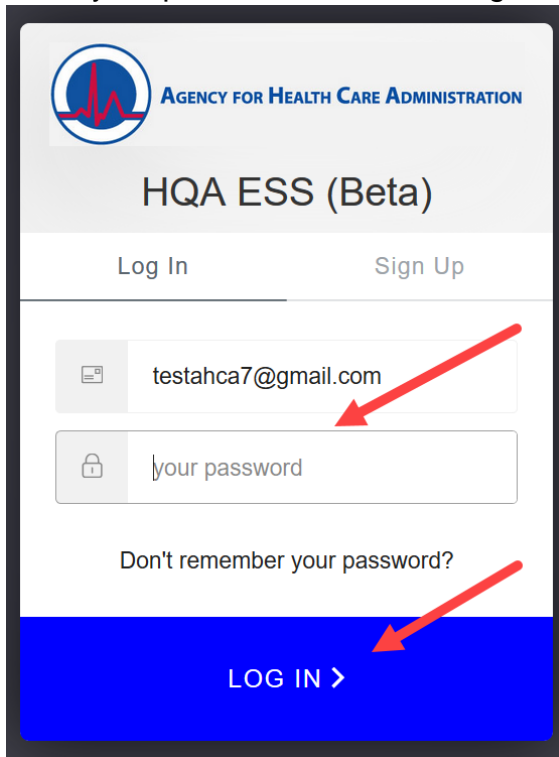 AGENCY FOR HEALTH CARE ADMINISTRATION
HQA ESS (Beta)
Log In Sign Up
testahca7@gmail.com
your password
Don't remember your password?
LOG IN